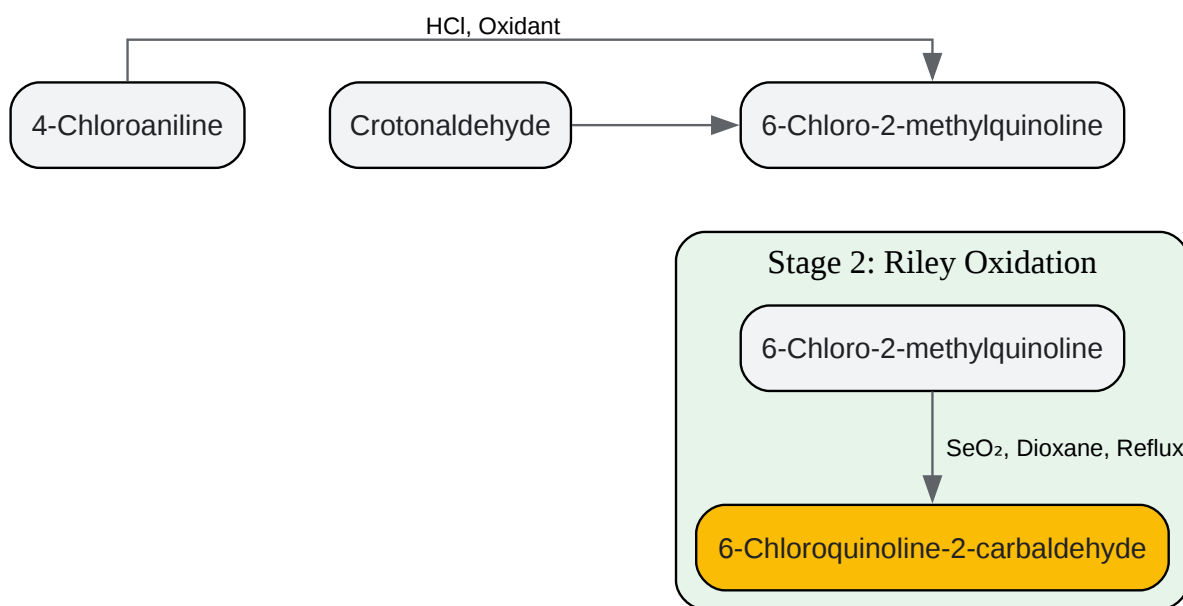 HCl, Oxidant
4-Chloroaniline
Crotonaldehyde
6-Chloro-2-methylquinoline
Stage 2: Riley Oxidation
6-Chloro-2-methylquinoline
SeO₂, Dioxane, Reflux
6-Chloroquinoline-2-carbaldehyde